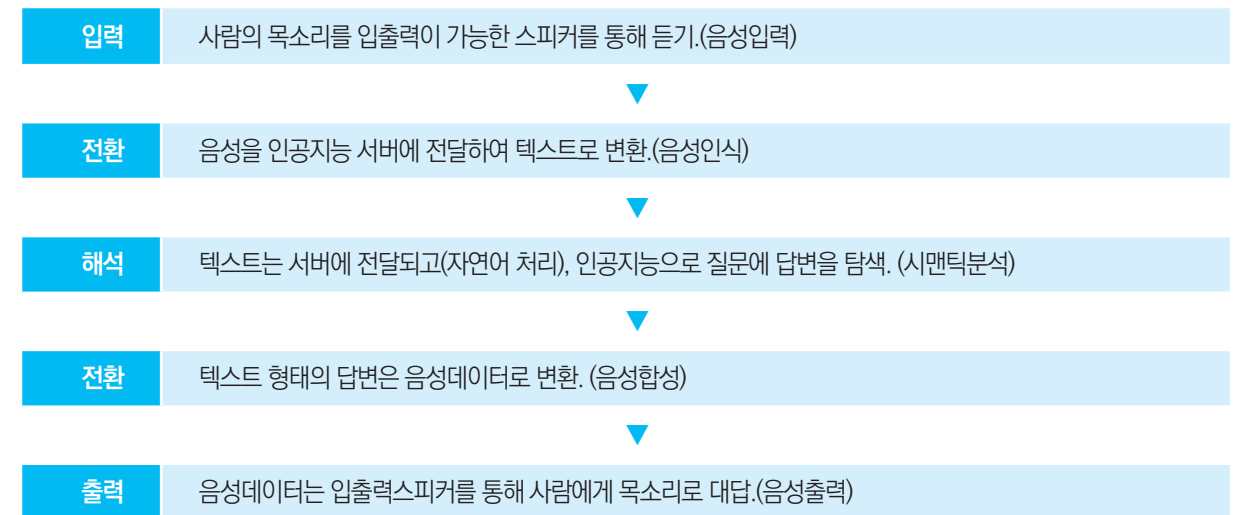 입력 사람의 목소리를 입출력이 가능한 스피커를 통해 듣기.(음성입력)
전환 음성을 인공지능 서버에 전달하여 텍스트로 변환.(음성인식)
해석 텍스트는 서버에 전달되고(자연어 처리), 인공지능으로 질문에 답변을 탐색. (시맨틱분석)
전환 텍스트 형태의 답변은 음성데이터로 변환. (음성합성)
출력 음성데이터는 입출력스피커를 통해 사람에게 목소리로 대답.(음성출력)